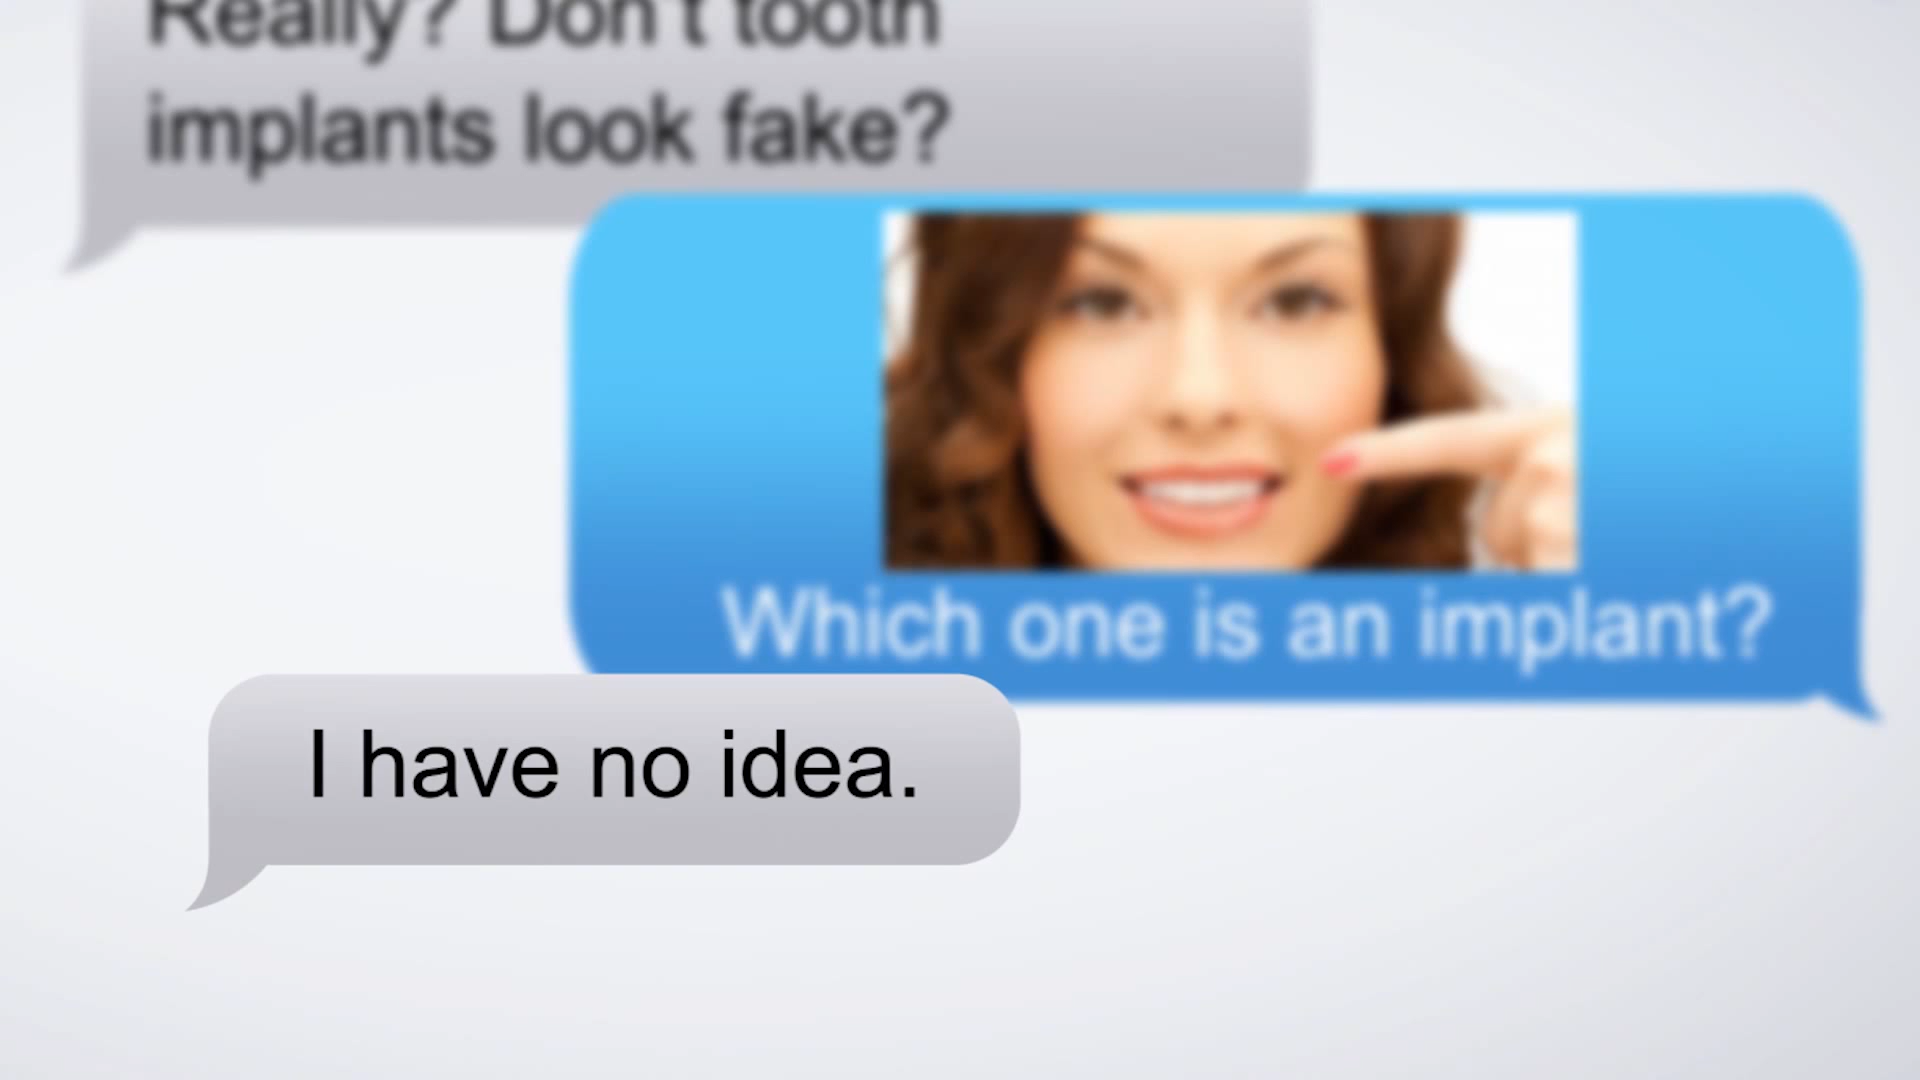 Really? Don't tooth
implants look fake?
Which one is an implant?
I have no idea.